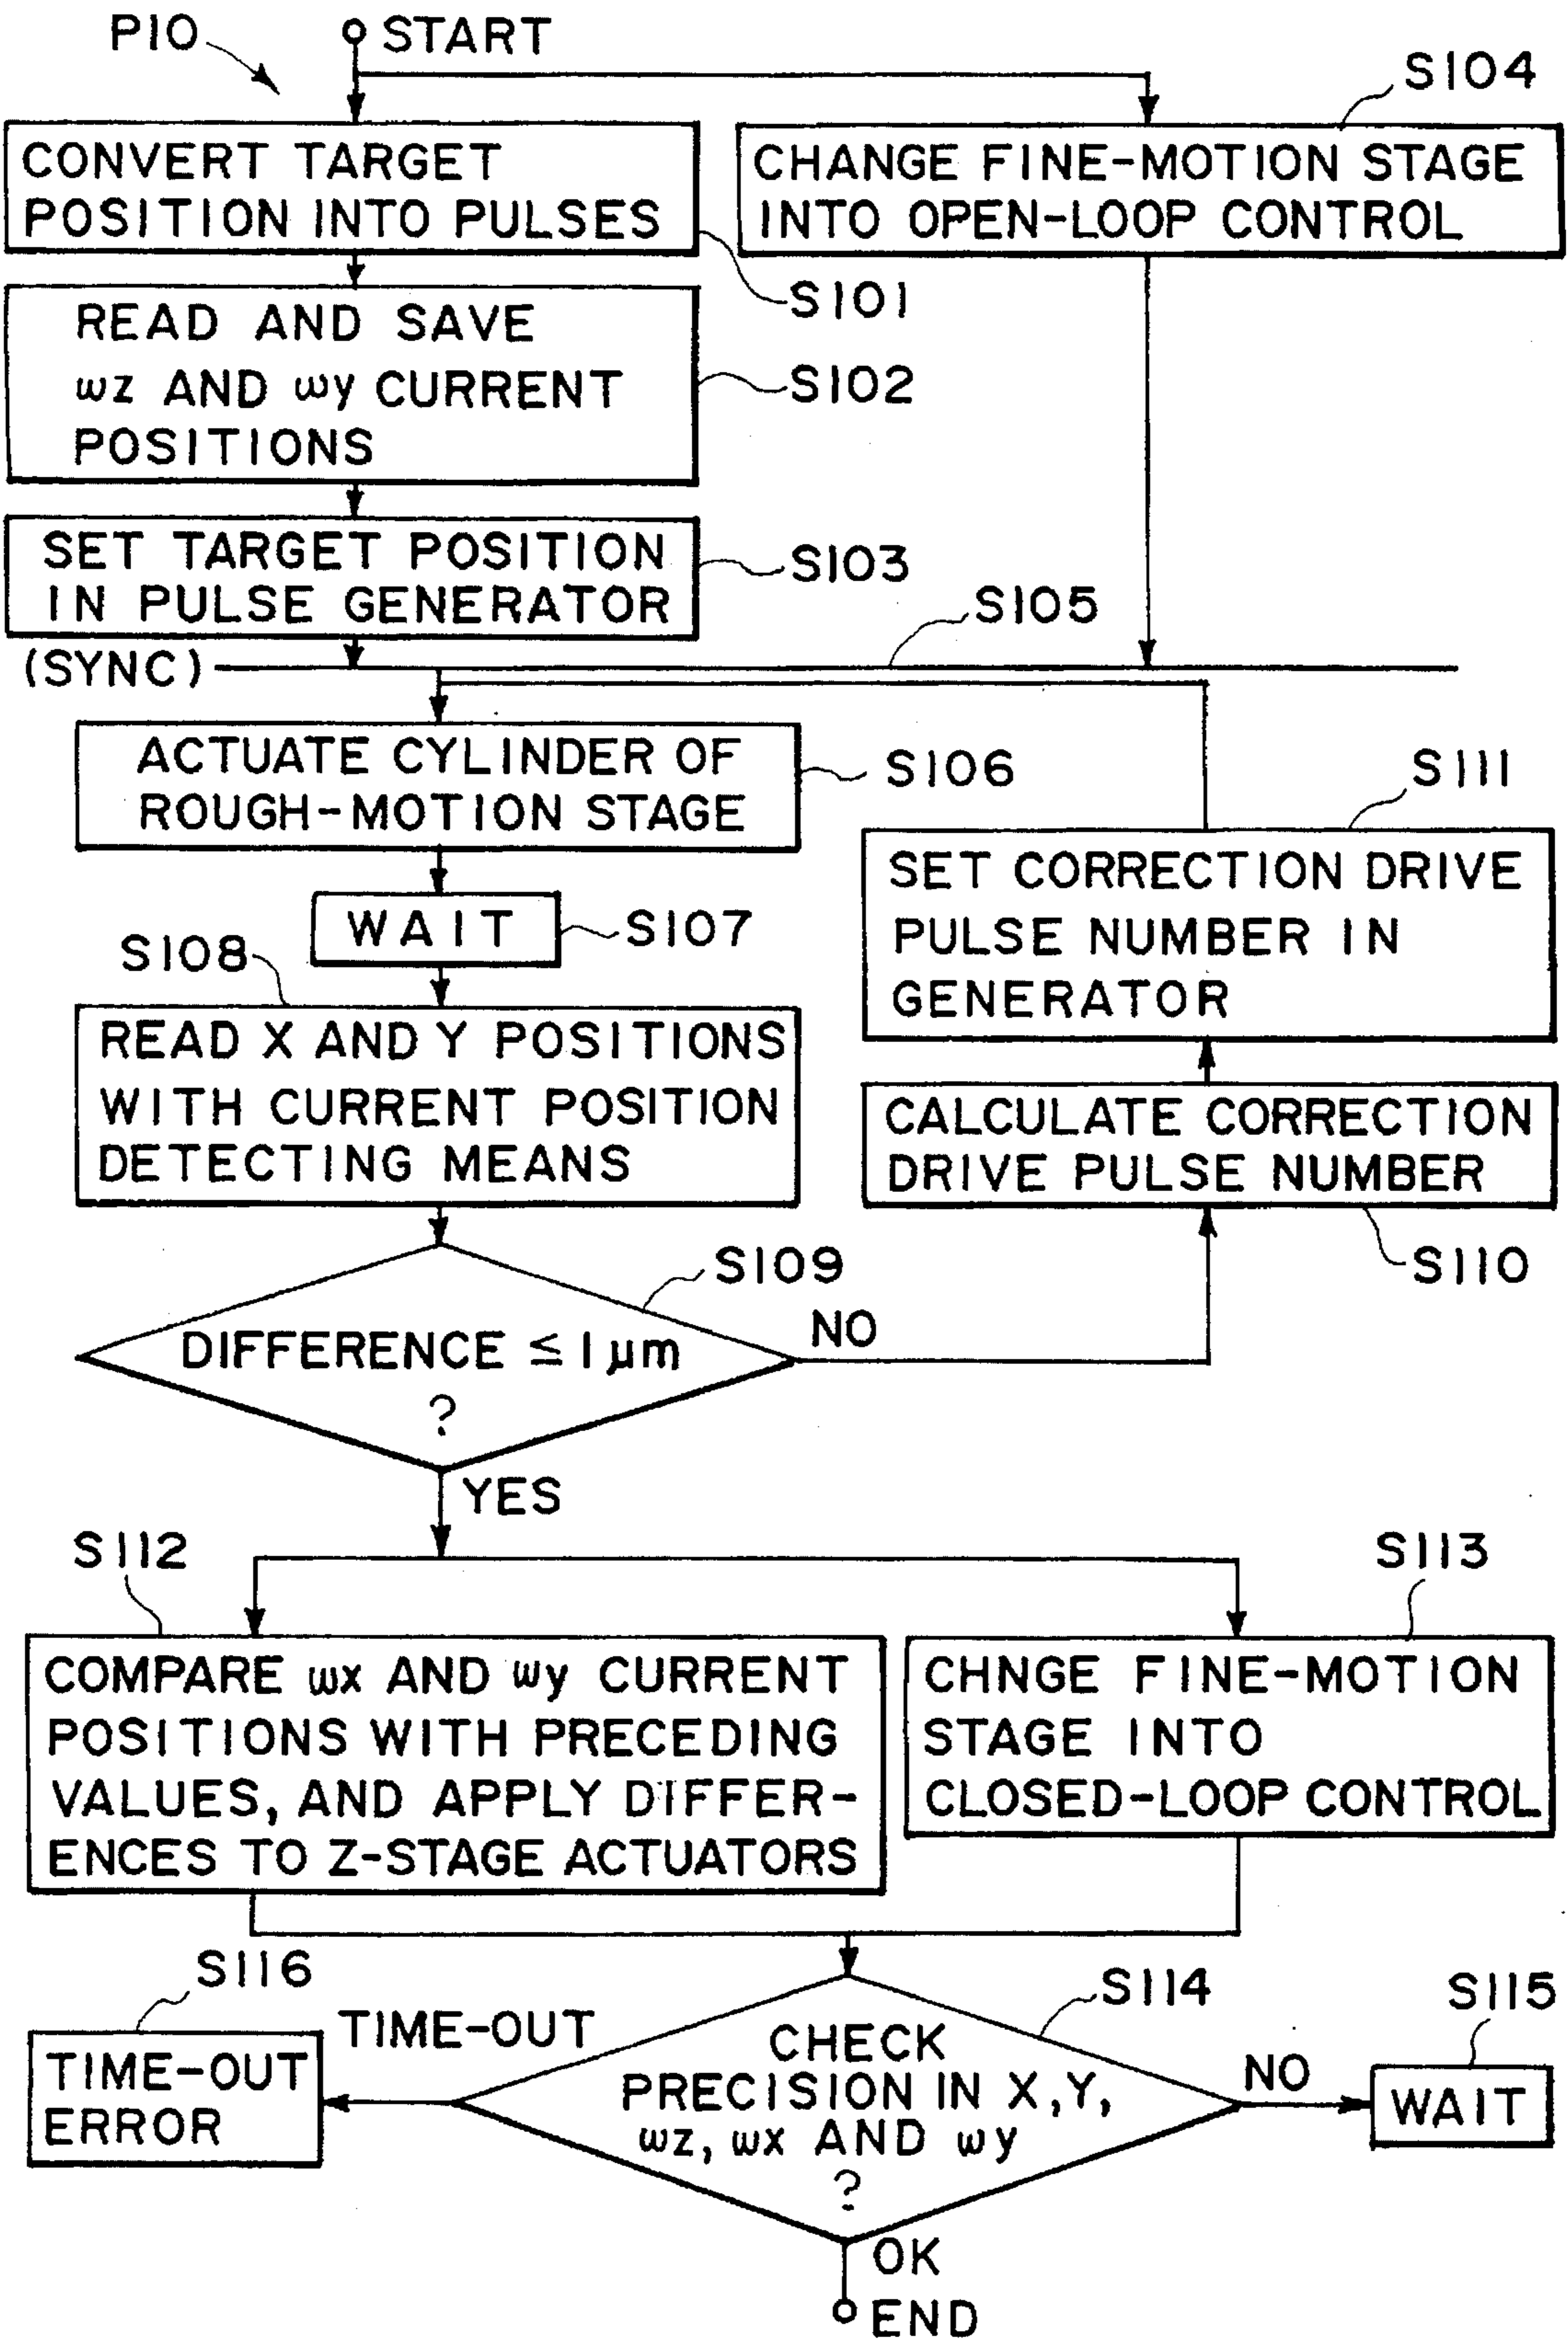 P10
START
S104
CONVERT TARGET
POSITION INTO PULSES
CHANGE FINE-MOTION STAGE
INTO OPEN-LOOP CONTROL
S101
READ AND SAVE
ωz AND ωy CURRENT
POSITIONS
S102
SET TARGET POSITION
IN PULSE GENERATOR
S103
S105
(SYNC)
ACTUATE CYLINDER OF
ROUGH-MOTION STAGE
S106
S111
SET CORRECTION DRIVE
PULSE NUMBER IN
GENERATOR
WAIT
S107
S108
READ X AND Y POSITIONS
WITH CURRENT POSITION
DETECTING MEANS
CALCULATE CORRECTION
DRIVE PULSE NUMBER
S110
S109
DIFFERENCE ≦ 1 μm
?
NO
YES
S112
S113
COMPARE ωx AND ωy CURRENT
POSITIONS WITH PRECEDING
VALUES, AND APPLY DIFFER-
ENCES TO Z-STAGE ACTUATORS
CHNGE FINE-MOTION
STAGE INTO
CLOSED-LOOP CONTROL
S116
TIME-OUT
S114
S115
TIME-OUT
ERROR
CHECK
PRECISION IN X,Y,
ωz, ωx AND ωy
?
NO
WAIT
OK
END